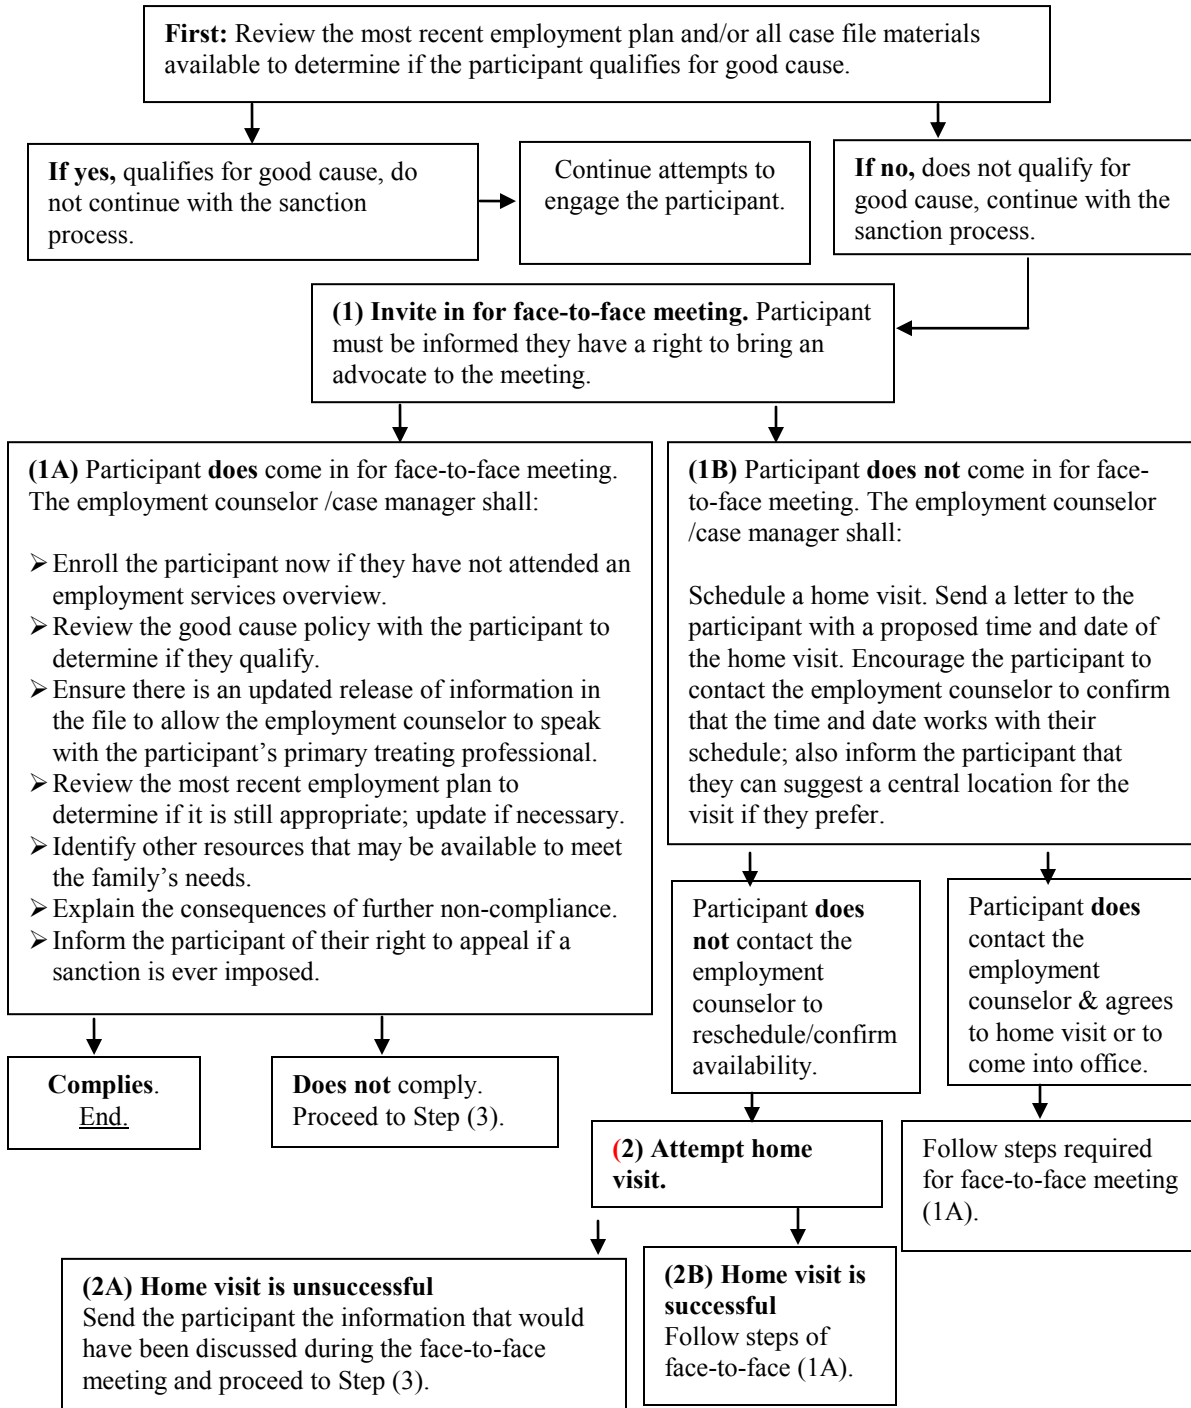 First: Review the most recent employment plan and/or all case file materials
available to determine if the participant qualifies for good cause.
If yes, qualifies for good cause, do
not continue with the sanction
process.
Continue attempts to
engage the participant.
If no, does not qualify for
good cause, continue with the
sanction process.
(1) Invite in for face-to-face meeting. Participant
must be informed they have a right to bring an
advocate to the meeting.
(1A) Participant does come in for face-to-face meeting.
The employment counselor /case manager shall:
➢ Enroll the participant now if they have not attended an
employment services overview.
➢ Review the good cause policy with the participant to
determine if they qualify.
➢ Ensure there is an updated release of information in
the file to allow the employment counselor to speak
with the participant’s primary treating professional.
➢ Review the most recent employment plan to
determine if it is still appropriate; update if necessary.
➢ Identify other resources that may be available to meet
the family’s needs.
➢ Explain the consequences of further non-compliance.
➢ Inform the participant of their right to appeal if a
sanction is ever imposed.
(1B) Participant does not come in for face-
to-face meeting. The employment counselor
/case manager shall:
Schedule a home visit. Send a letter to the
participant with a proposed time and date of
the home visit. Encourage the participant to
contact the employment counselor to confirm
that the time and date works with their
schedule; also inform the participant that
they can suggest a central location for the
visit if they prefer.
Complies.
End.
Does not comply.
Proceed to Step (3).
Participant does
not contact the
employment
counselor to
reschedule/confirm
availability.
Participant does
contact the
employment
counselor & agrees
to home visit or to
come into office.
(2) Attempt home
visit.
Follow steps required
for face-to-face meeting
(1A).
(2A) Home visit is unsuccessful
Send the participant the information that would
have been discussed during the face-to-face
meeting and proceed to Step (3).
(2B) Home visit is
successful
Follow steps of
face-to-face (1A).